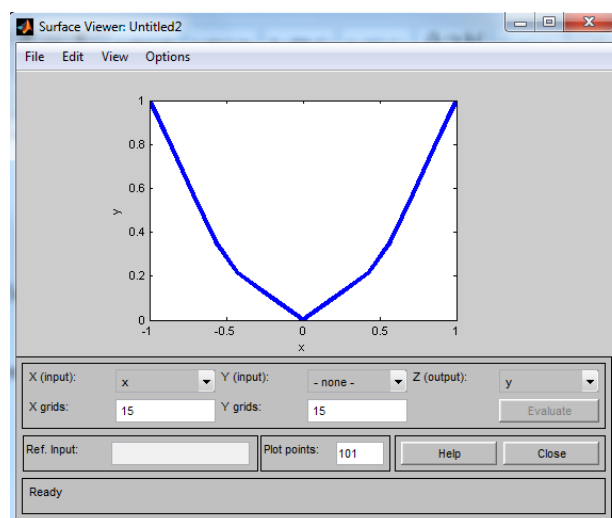 Surface Viewer: Untitled2
File Edit View Options
1
0.8
0.6
0.4
0.2
0
y
-1 -0.5 0 0.5 1
x
X (input): x Y (input): - none - Z (output): y
X grids: 15 Y grids: 15 Evaluate
Ref. Input: Plot points: 101 Help Close
Ready